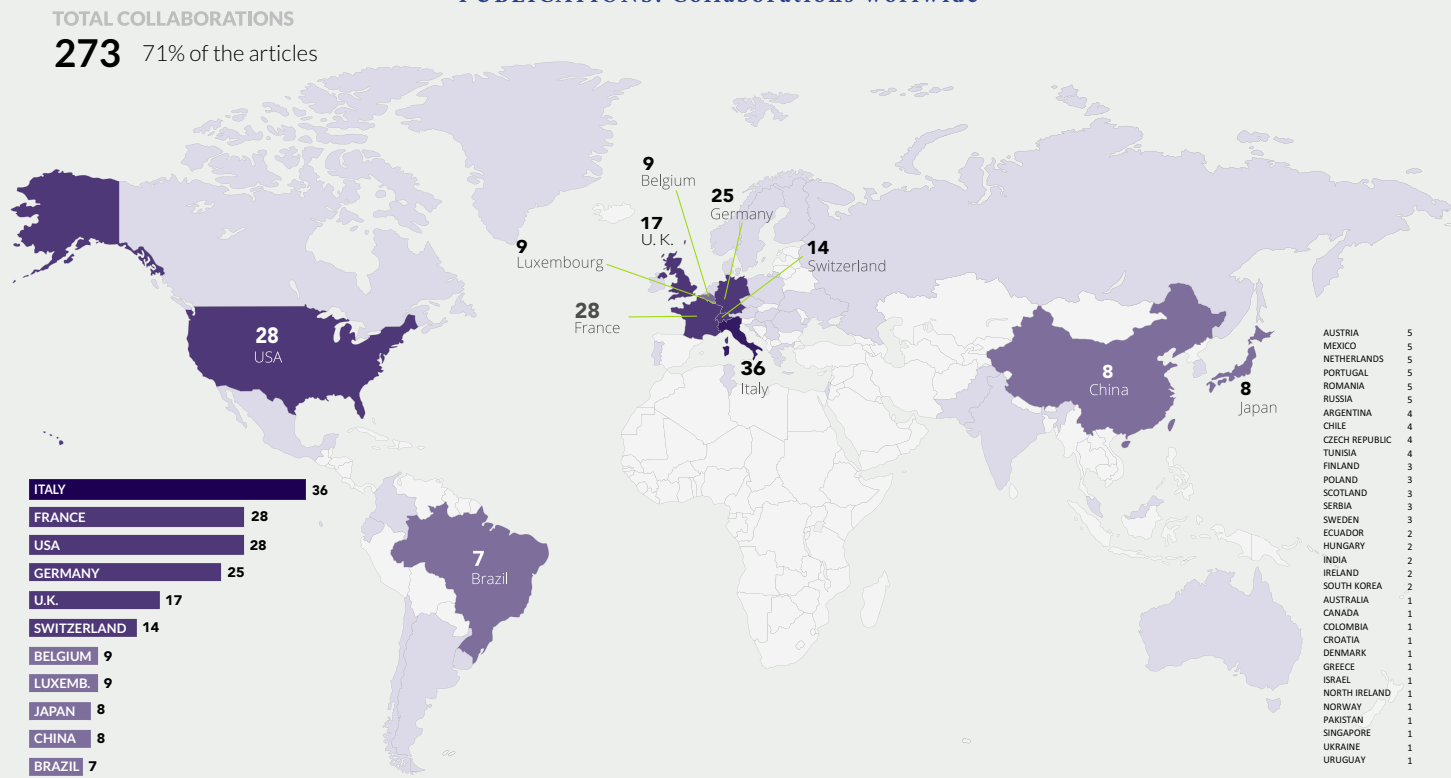 TOTAL COLLABORATIONS
273 71% of the articles
9
Belgium
25
Germany
17
U. K.
9
Luxembourg
14
Switzerland
28
France
28
USA
36
Italy
8
China
8
Japan
7
Brazil
ITALY 36
FRANCE 28
USA 28
GERMANY 25
U.K. 17
SWITZERLAND 14
BELGIUM 9
LUXEMB. 9
JAPAN 8
CHINA 8
BRAZIL 7
AUSTRIA 5
MEXICO 5
NETHERLANDS 5
PORTUGAL 5
ROMANIA 5
RUSSIA 5
ARGENTINA 4
CHILE 4
CZECH REPUBLIC 4
TUNISIA 4
FINLAND 3
POLAND 3
SCOTLAND 3
SERBIA 3
SWEDEN 3
ECUADOR 2
HUNGARY 2
INDIA 2
IRELAND 2
SOUTH KOREA 2
AUSTRALIA 1
CANADA 1
COLOMBIA 1
CROATIA 1
DENMARK 1
GREECE 1
ISRAEL 1
NORTH IRELAND 1
NORWAY 1
PAKISTAN 1
SINGAPORE 1
UKRAINE 1
URUGUAY 1